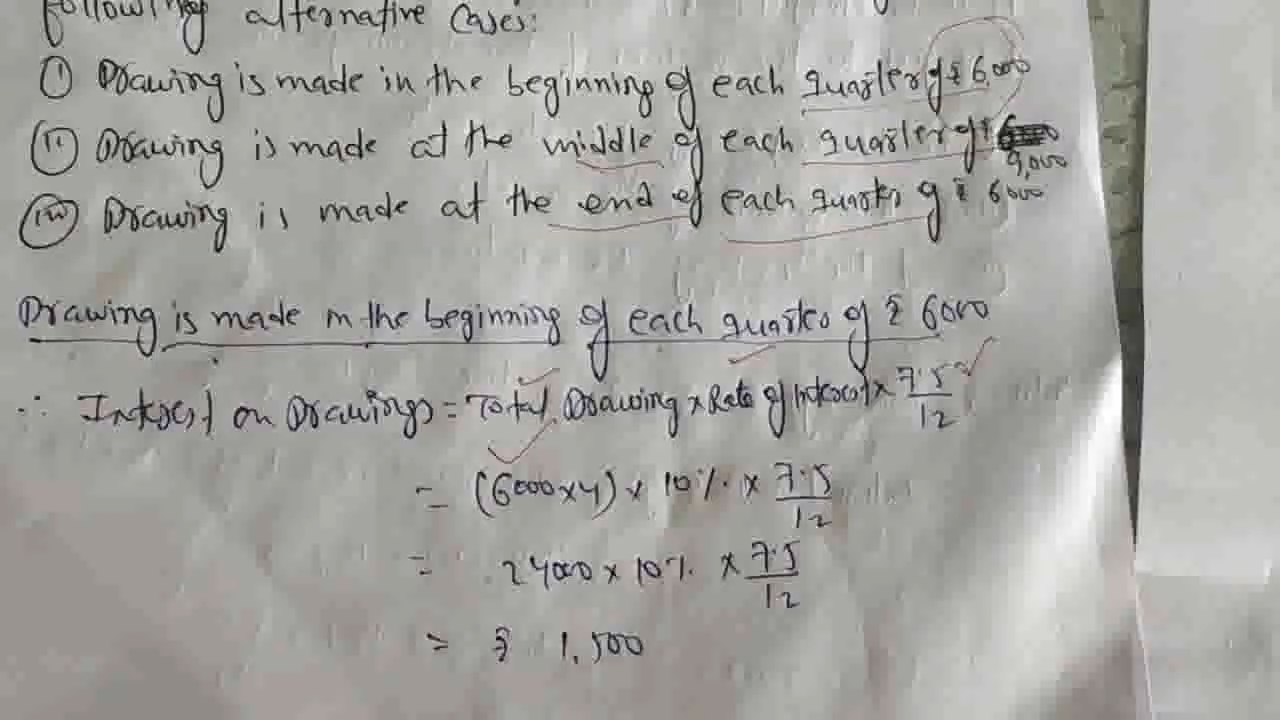 following alternative Cases:
(i) Drawing is made in the beginning of each quarter of ₹ 6,000
(ii) Drawing is made at the middle of each quarter of ₹
9,000
(iii) Drawing is made at the end of each quarter of ₹ 6000
Drawing is made in the beginning of each quarter of ₹ 6000
∴ Interest on Drawings = Total Drawing × Rate of Interest × 7.5/12
= (6000×4) × 10% × 7.5/12
= 24000 × 10% × 7.5/12
= ₹ 1,500